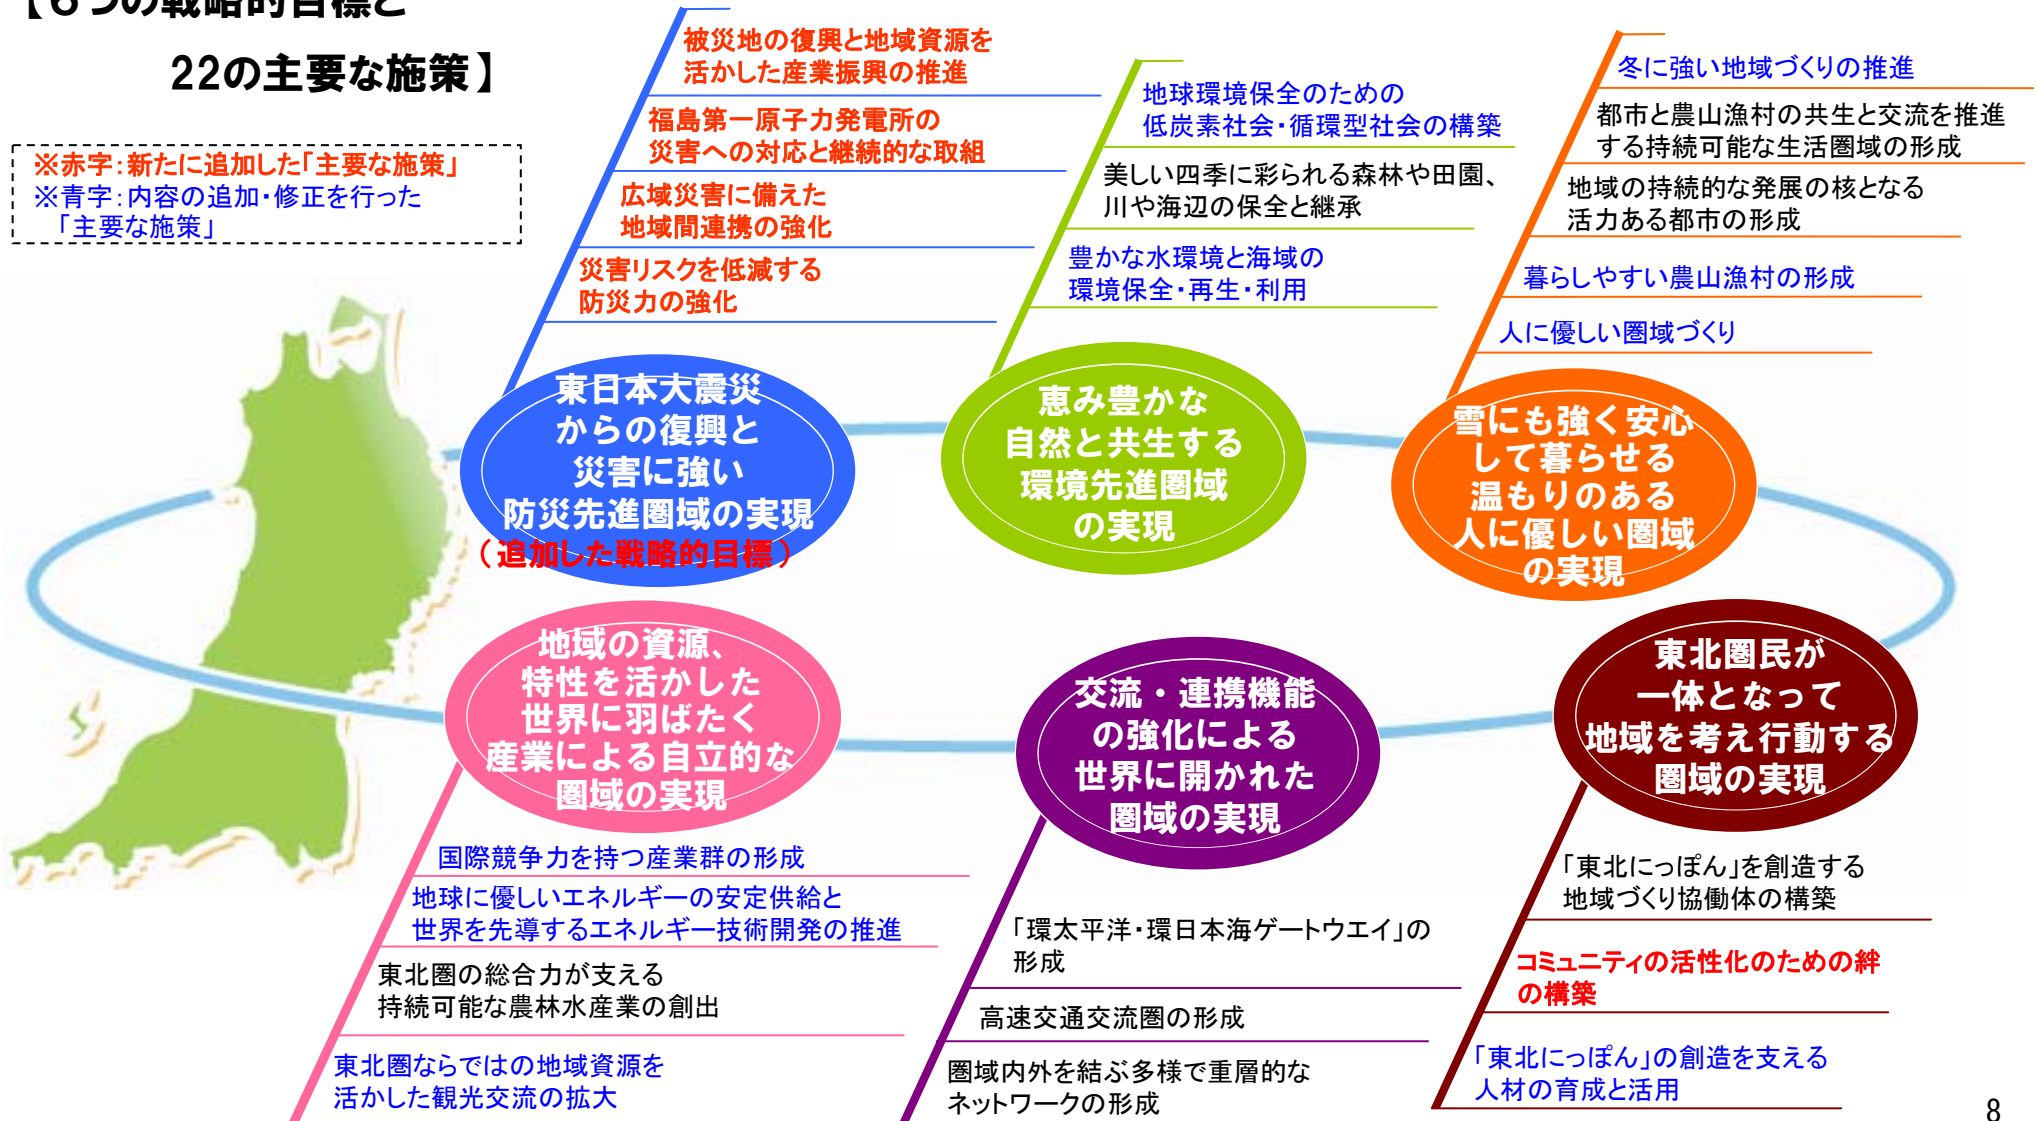 【６つの戦略的目標と
22の主要な施策】
※赤字：新たに追加した「主要な施策」
※青字：内容の追加・修正を行った
「主要な施策」
被災地の復興と地域資源を
活かした産業振興の推進
福島第一原子力発電所の
災害への対応と継続的な取組
広域災害に備えた
地域間連携の強化
災害リスクを低減する
防災力の強化
東日本大震災
からの復興と
災害に強い
防災先進圏域の実現
（追加した戦略的目標）
地球環境保全のための
低炭素社会・循環型社会の構築
美しい四季に彩られる森林や田園、
川や海辺の保全と継承
豊かな水環境と海域の
環境保全・再生・利用
恵み豊かな
自然と共生する
環境先進圏域
の実現
冬に強い地域づくりの推進
都市と農山漁村の共生と交流を推進
する持続可能な生活圏域の形成
地域の持続的な発展の核となる
活力ある都市の形成
暮らしやすい農山漁村の形成
人に優しい圏域づくり
雪にも強く安心
して暮らせる
温もりのある
人に優しい圏域
の実現
地域の資源、
特性を活かした
世界に羽ばたく
産業による自立的な
圏域の実現
国際競争力を持つ産業群の形成
地球に優しいエネルギーの安定供給と
世界を先導するエネルギー技術開発の推進
東北圏の総合力が支える
持続可能な農林水産業の創出
東北圏ならではの地域資源を
活かした観光交流の拡大
交流・連携機能
の強化による
世界に開かれた
圏域の実現
「環太平洋・環日本海ゲートウエイ」の
形成
高速交通交流圏の形成
圏域内外を結ぶ多様で重層的な
ネットワークの形成
東北圏民が
一体となって
地域を考え行動する
圏域の実現
「東北にっぽん」を創造する
地域づくり協働体の構築
コミュニティの活性化のための絆
の構築
「東北にっぽん」の創造を支える
人材の育成と活用
8